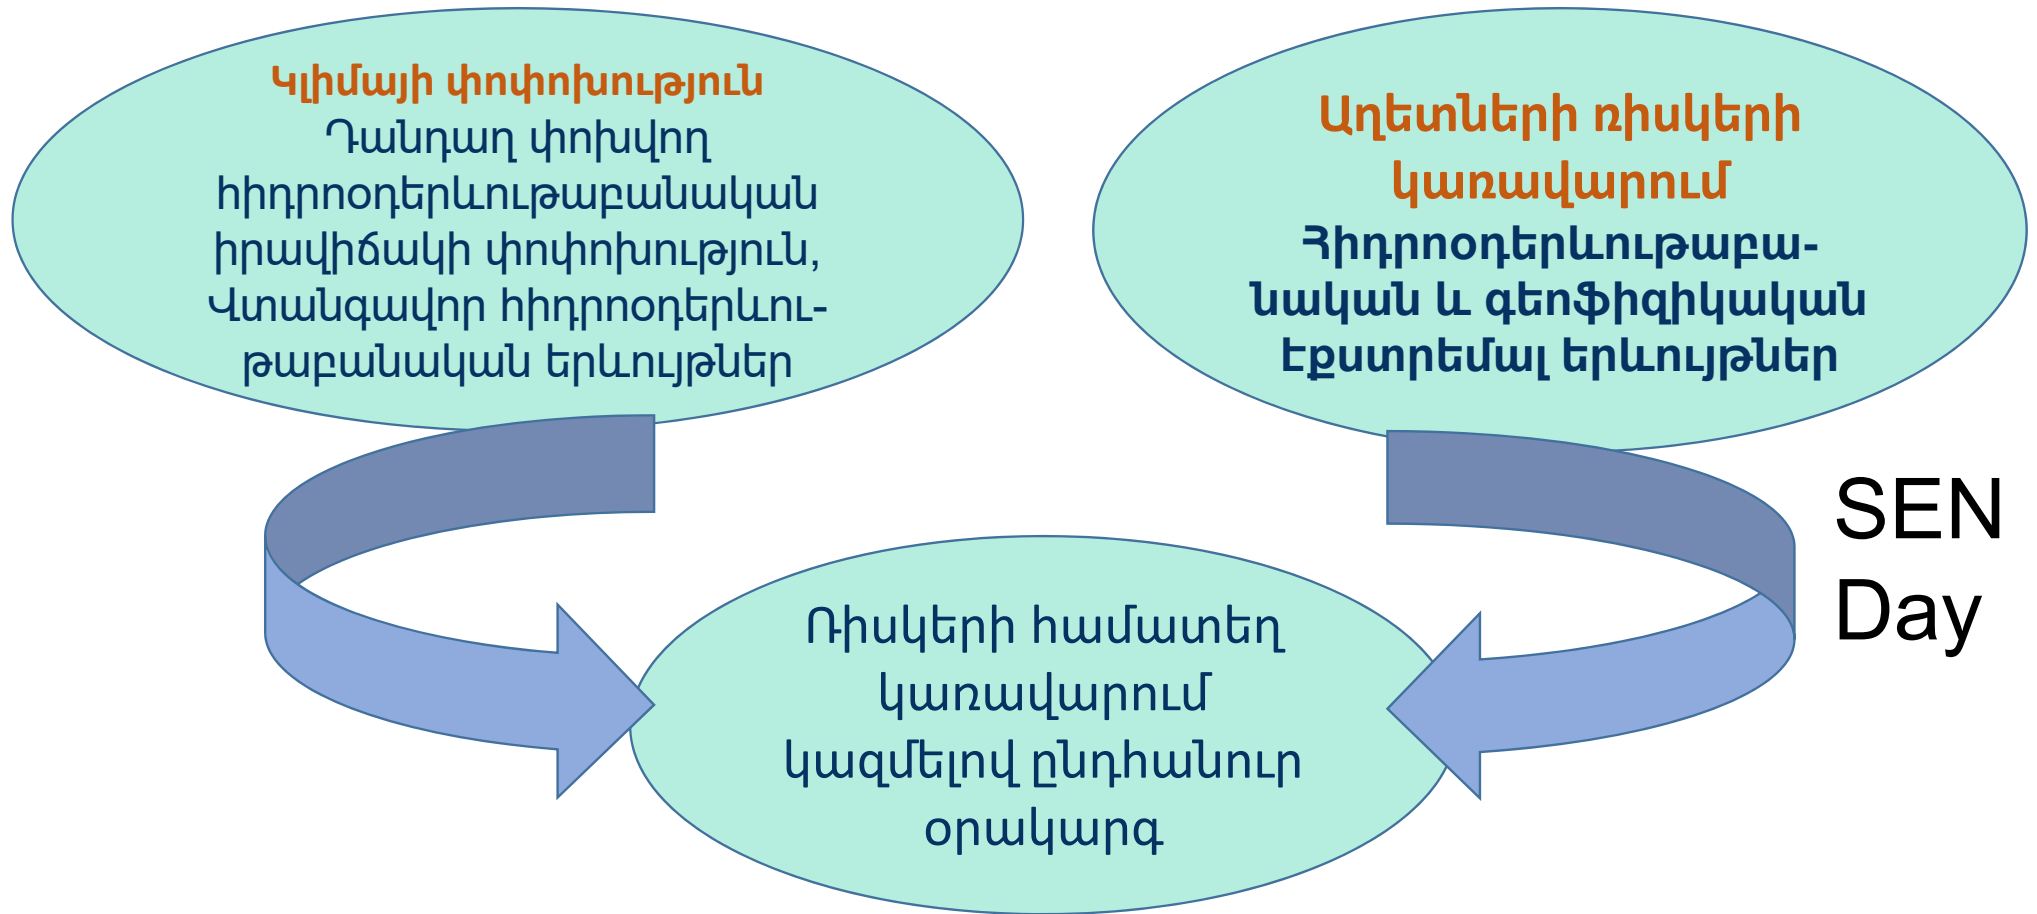 Կլիմայի փոփոխություն
Դանդաղ փոխվող
հիդրոօդերևութաբանական
իրավիճակի փոփոխություն,
Վտանգավոր հիդրոօդերևու-
թաբանական երևույթներ
Աղետների ռիսկերի
կառավարում
Հիդրոօդերևութաբա-
նական և գեոֆիզիկական
էքստրեմալ երևույթներ
SEN
Day
Ռիսկերի համատեղ
կառավարում
կազմելով ընդհանուր
օրակարգ